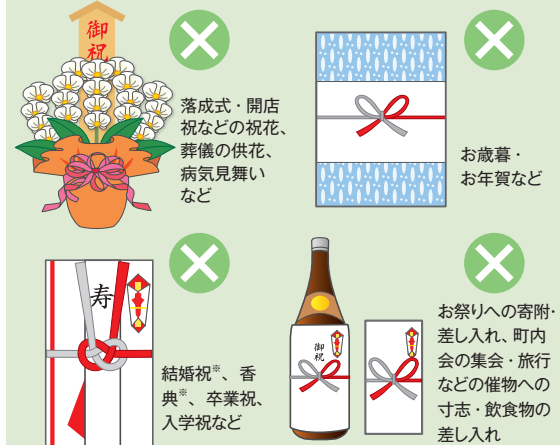 御祝
落成式・開店
祝などの祝花、
葬儀の供花、
病気見舞い
など
お歳暮・
お年賀など
寿
結婚祝※、香
典※、卒業祝、
入学祝など
御祝
お祭りへの寄附・
差し入れ、町内
会の集会・旅行
などの催物への
寸志・飲食物の
差し入れ